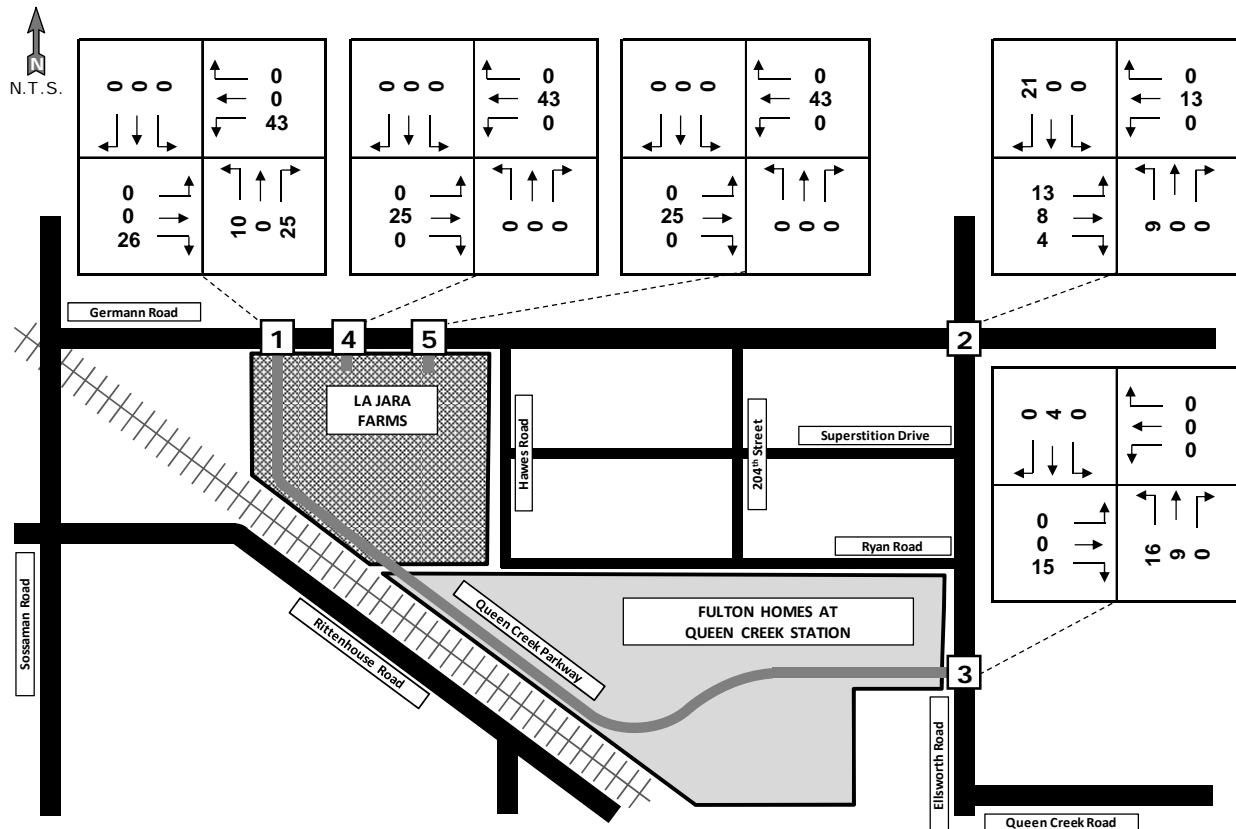 N
N.T.S.
0 0 0
0
0
43
0
0
26
10 0 25
0 0 0
0
43
0
0
25
0
0 0 0
0 0 0
0
43
0
0
25
0
0 0 0
21 0 0
0
13
0
13
8
4
9 0 0
Germann Road
1
4
5
2
LA JARA
FARMS
Hawes Road
204th Street
Superstition Drive
Ryan Road
0 4 0
0
0
0
0
0
15
16 9 0
Sossaman Road
Rittenhouse Road
Queen Creek Parkway
FULTON HOMES AT
QUEEN CREEK STATION
3
Ellsworth Road
Queen Creek Road